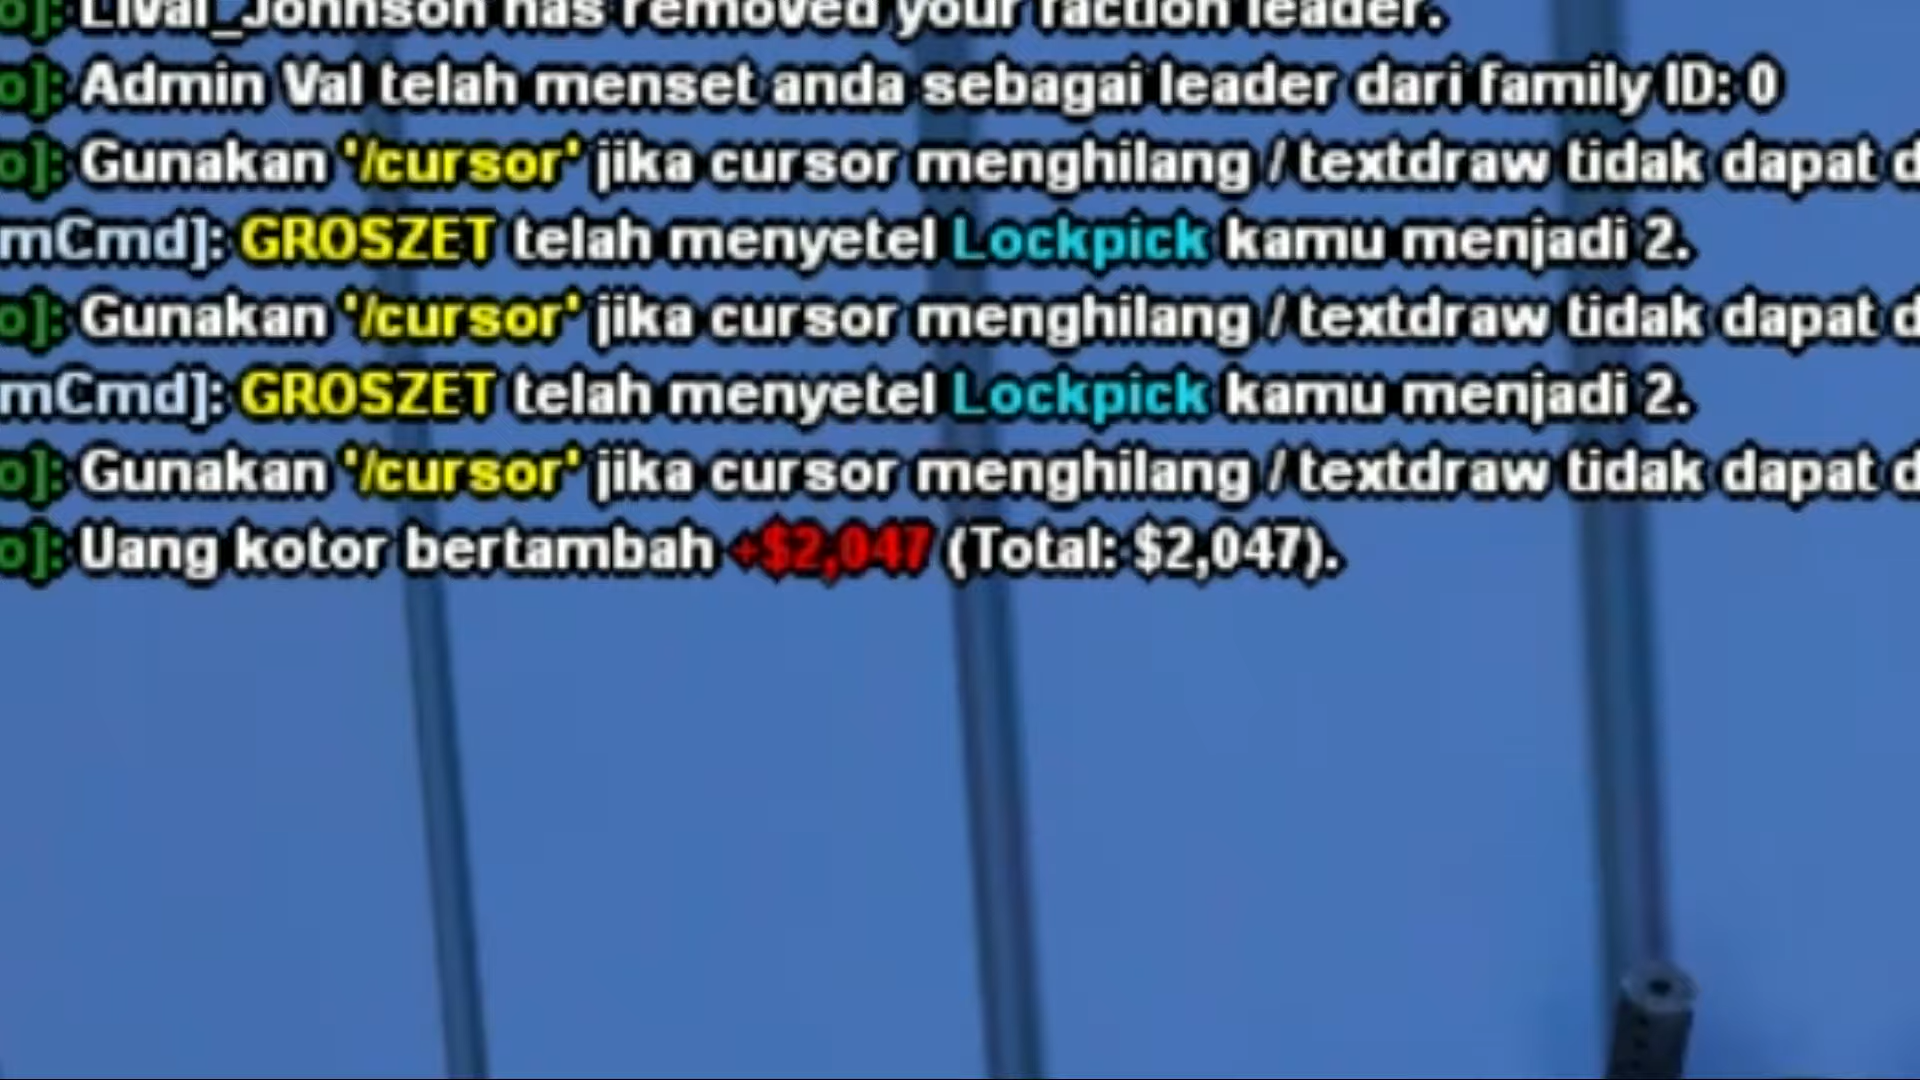 o]: Lival_Johnson has removed your faction leader.
o]: Admin Val telah menset anda sebagai leader dari family ID: 0
o]: Gunakan '/cursor' jika cursor menghilang / textdraw tidak dapat d
mCmd]: GROSZET telah menyetel Lockpick kamu menjadi 2.
o]: Gunakan '/cursor' jika cursor menghilang / textdraw tidak dapat d
mCmd]: GROSZET telah menyetel Lockpick kamu menjadi 2.
o]: Gunakan '/cursor' jika cursor menghilang / textdraw tidak dapat d
o]: Uang kotor bertambah +$2,047 (Total: $2,047).